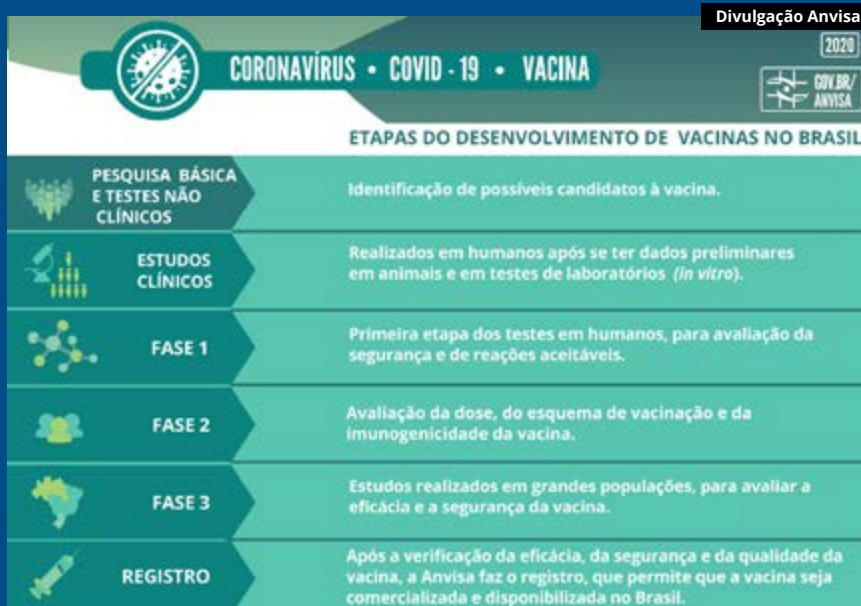 Divulgação Anvisa
2020
CORONAVÍRUS • COVID - 19 • VACINA
GOV.BR/
ANVISA
ETAPAS DO DESENVOLVIMENTO DE VACINAS NO BRASIL
PESQUISA BÁSICA
E TESTES NÃO
CLÍNICOS
Identificação de possíveis candidatos à vacina.
ESTUDOS
CLÍNICOS
Realizados em humanos após se ter dados preliminares
em animais e em testes de laboratórios (in vitro).
FASE 1
Primeira etapa dos testes em humanos, para avaliação da
segurança e de reações aceitáveis.
FASE 2
Avaliação da dose, do esquema de vacinação e da
imunogenicidade da vacina.
FASE 3
Estudos realizados em grandes populações, para avaliar a
eficácia e a segurança da vacina.
REGISTRO
Após a verificação da eficácia, da segurança e da qualidade da
vacina, a Anvisa faz o registro, que permite que a vacina seja
comercializada e disponibilizada no Brasil.